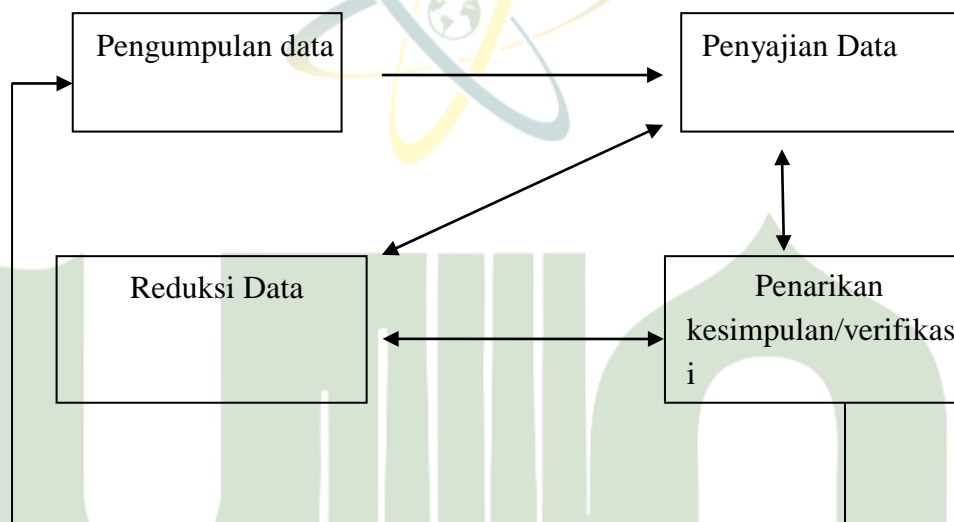 Pengumpulan data
Penyajian Data
Reduksi Data
Penarikan
kesimpulan/verifikas
i